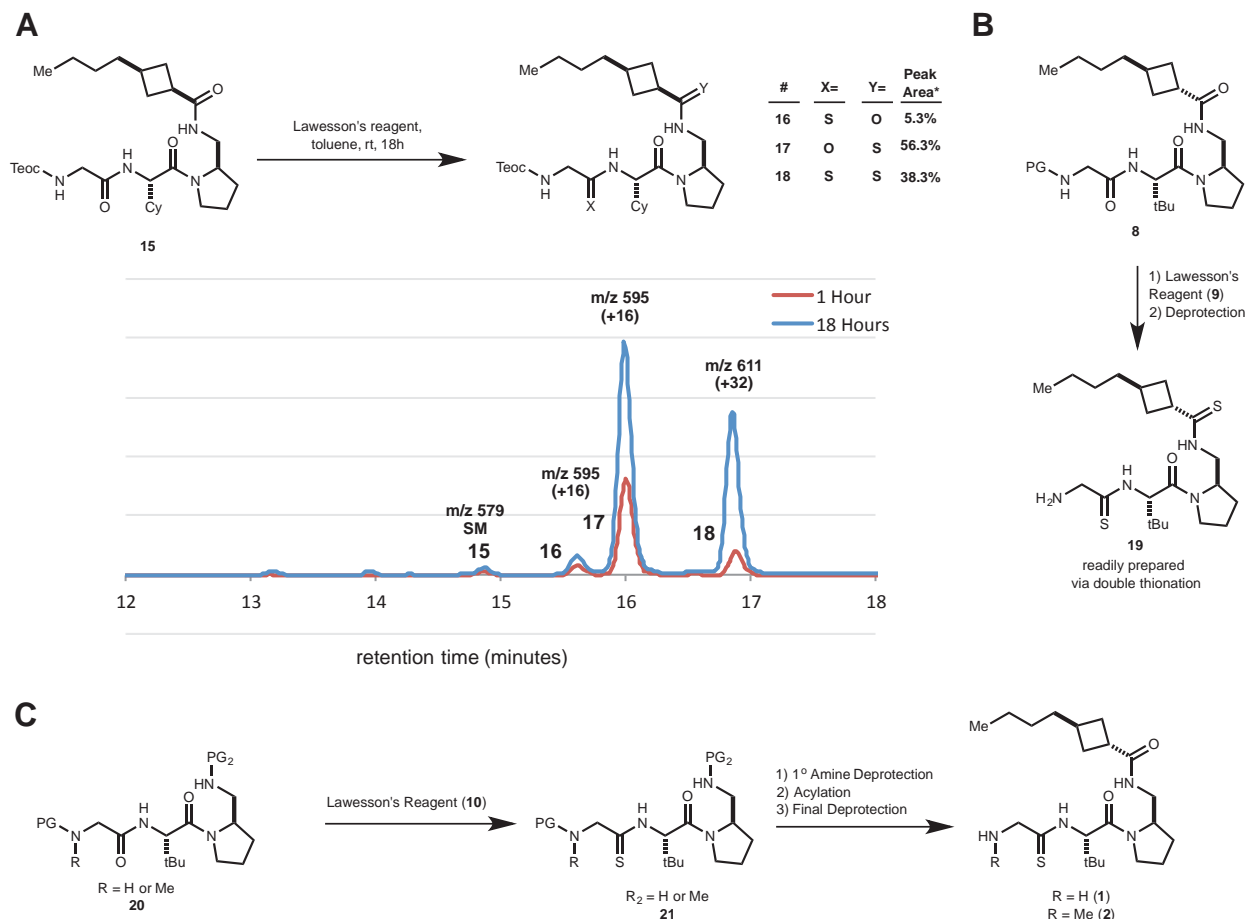 A
Me
O
HN
Teoc
N
H
O
H
N
Cy
O
N
15
Lawesson's reagent,
toluene, rt, 18h
Me
Y
HN
Teoc
N
H
X
H
N
Cy
O
N
# X= Y= Peak Area*
16 S O 5.3%
17 O S 56.3%
18 S S 38.3%
1 Hour
18 Hours
m/z 579
SM
15
16
m/z 595
(+16)
17
m/z 595
(+16)
18
m/z 611
(+32)
12 13 14 15 16 17 18
retention time (minutes)
B
Me
O
HN
PG
N
H
O
H
N
tBu
O
N
8
1) Lawesson's
Reagent (9)
2) Deprotection
Me
S
HN
H2N
S
H
N
tBu
O
N
19
readily prepared
via double thionation
C
PG2
HN
PG
N
R
O
H
N
tBu
O
N
R = H or Me
20
Lawesson's Reagent (10)
PG2
HN
PG
N
R
S
H
N
tBu
O
N
R2 = H or Me
21
1) 1o Amine Deprotection
2) Acylation
3) Final Deprotection
Me
O
HN
HN
R
S
H
N
tBu
O
N
R = H (1)
R = Me (2)